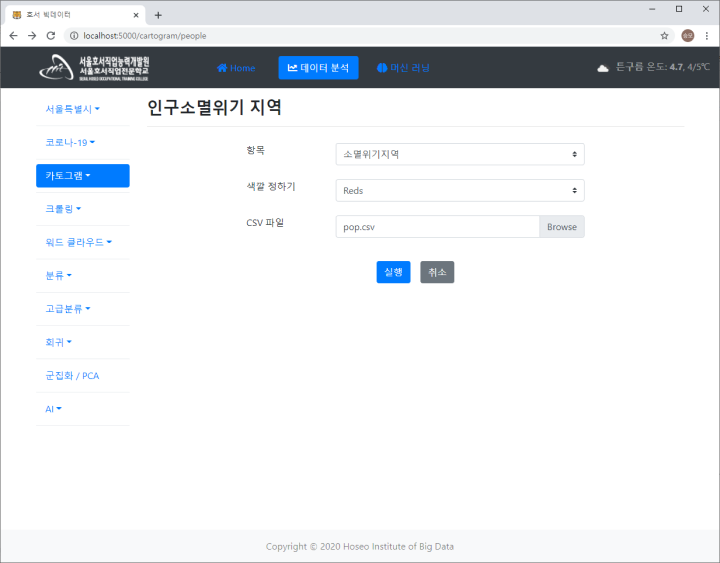 호서 빅데이터
localhost:5000/cartogram/people
서울호서직업능력개발원
서울호서직업전문학교
SEOUL HOSEO OCCUPATIONAL TRAINING COLLEGE
Home
데이터 분석
머신 러닝
튼구름 온도: 4.7, 4/5℃
서울특별시
코로나-19
카토그램
크롤링
워드 클라우드
분류
고급분류
회귀
군집화 / PCA
AI
인구소멸위기 지역
항목
소멸위기지역
색깔 정하기
Reds
CSV 파일
pop.csv
Browse
실행
취소
Copyright © 2020 Hoseo Institute of Big Data